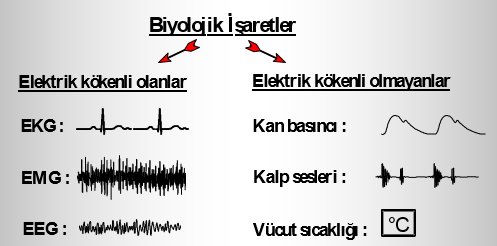 Biyolojik İşaretler
Elektrik kökenli olanlar
EKG :
EMG :
EEG :
Elektrik kökenli olmayanlar
Kan basıncı :
Kalp sesleri :
Vücut sıcaklığı :
°C